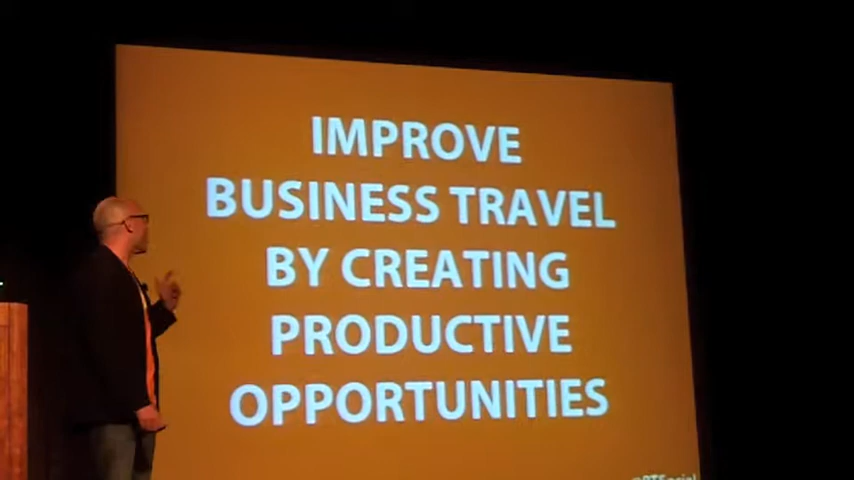 IMPROVE
BUSINESS TRAVEL
BY CREATING
PRODUCTIVE
OPPORTUNITIES